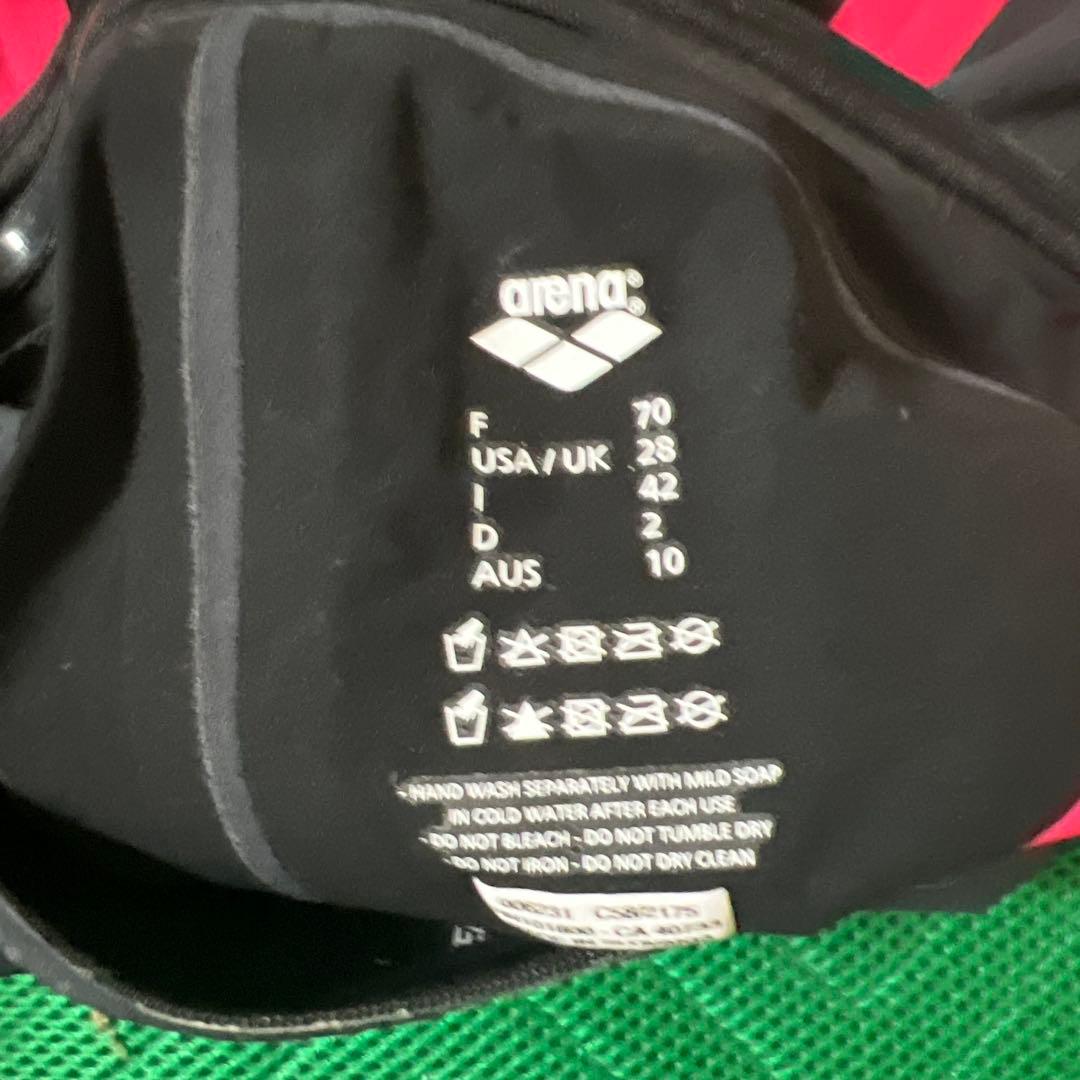 arena®
F 70
USA / UK 28
I 42
D 2
AUS 10
- HAND WASH SEPARATELY WITH MILD SOAP
IN COLD WATER AFTER EACH USE
- DO NOT BLEACH - DO NOT TUMBLE DRY
- DO NOT IRON - DO NOT DRY CLEAN